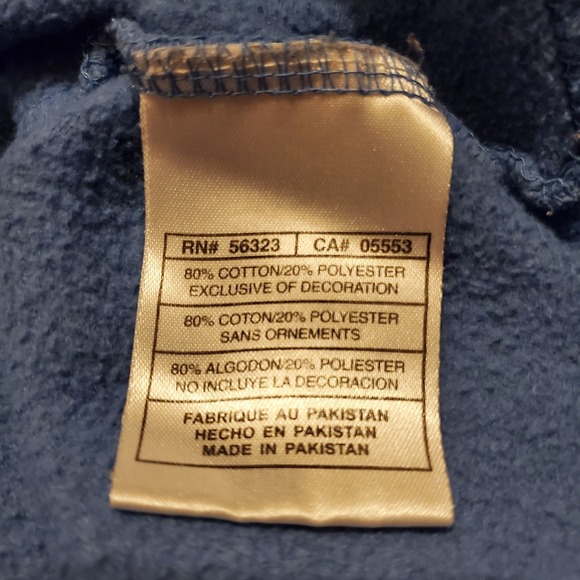 RN# 56323 CA# 05553
80% COTTON/20% POLYESTER
EXCLUSIVE OF DECORATION
80% COTON/20% POLYESTER
SANS ORNEMENTS
80% ALGODON/20% POLIESTER
NO INCLUYE LA DECORACION
FABRIQUE AU PAKISTAN
HECHO EN PAKISTAN
MADE IN PAKISTAN